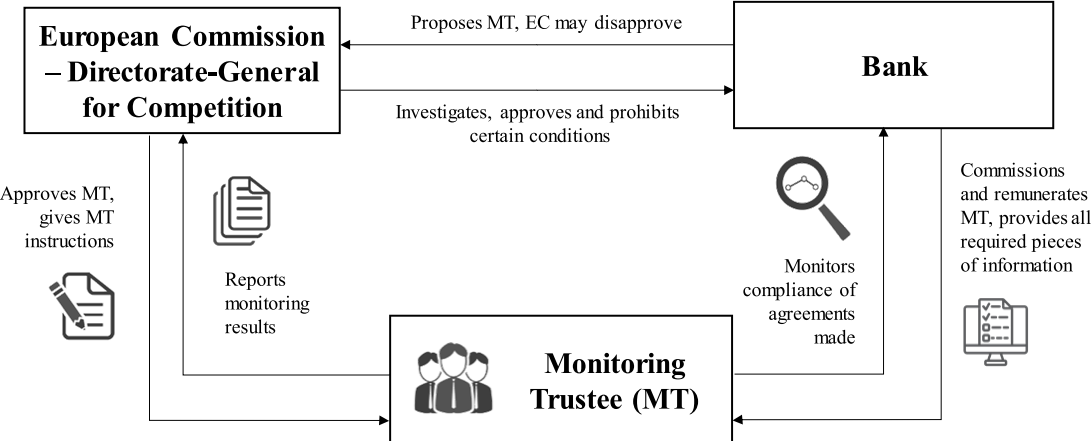 European Commission
– Directorate-General
for Competition
Proposes MT, EC may disapprove
Investigates, approves and prohibits
certain conditions
Bank
Approves MT,
gives MT
instructions
Reports
monitoring
results
Monitors
compliance of
agreements
made
Commissions
and remunerates
MT, provides all
required pieces
of information
Monitoring
Trustee (MT)